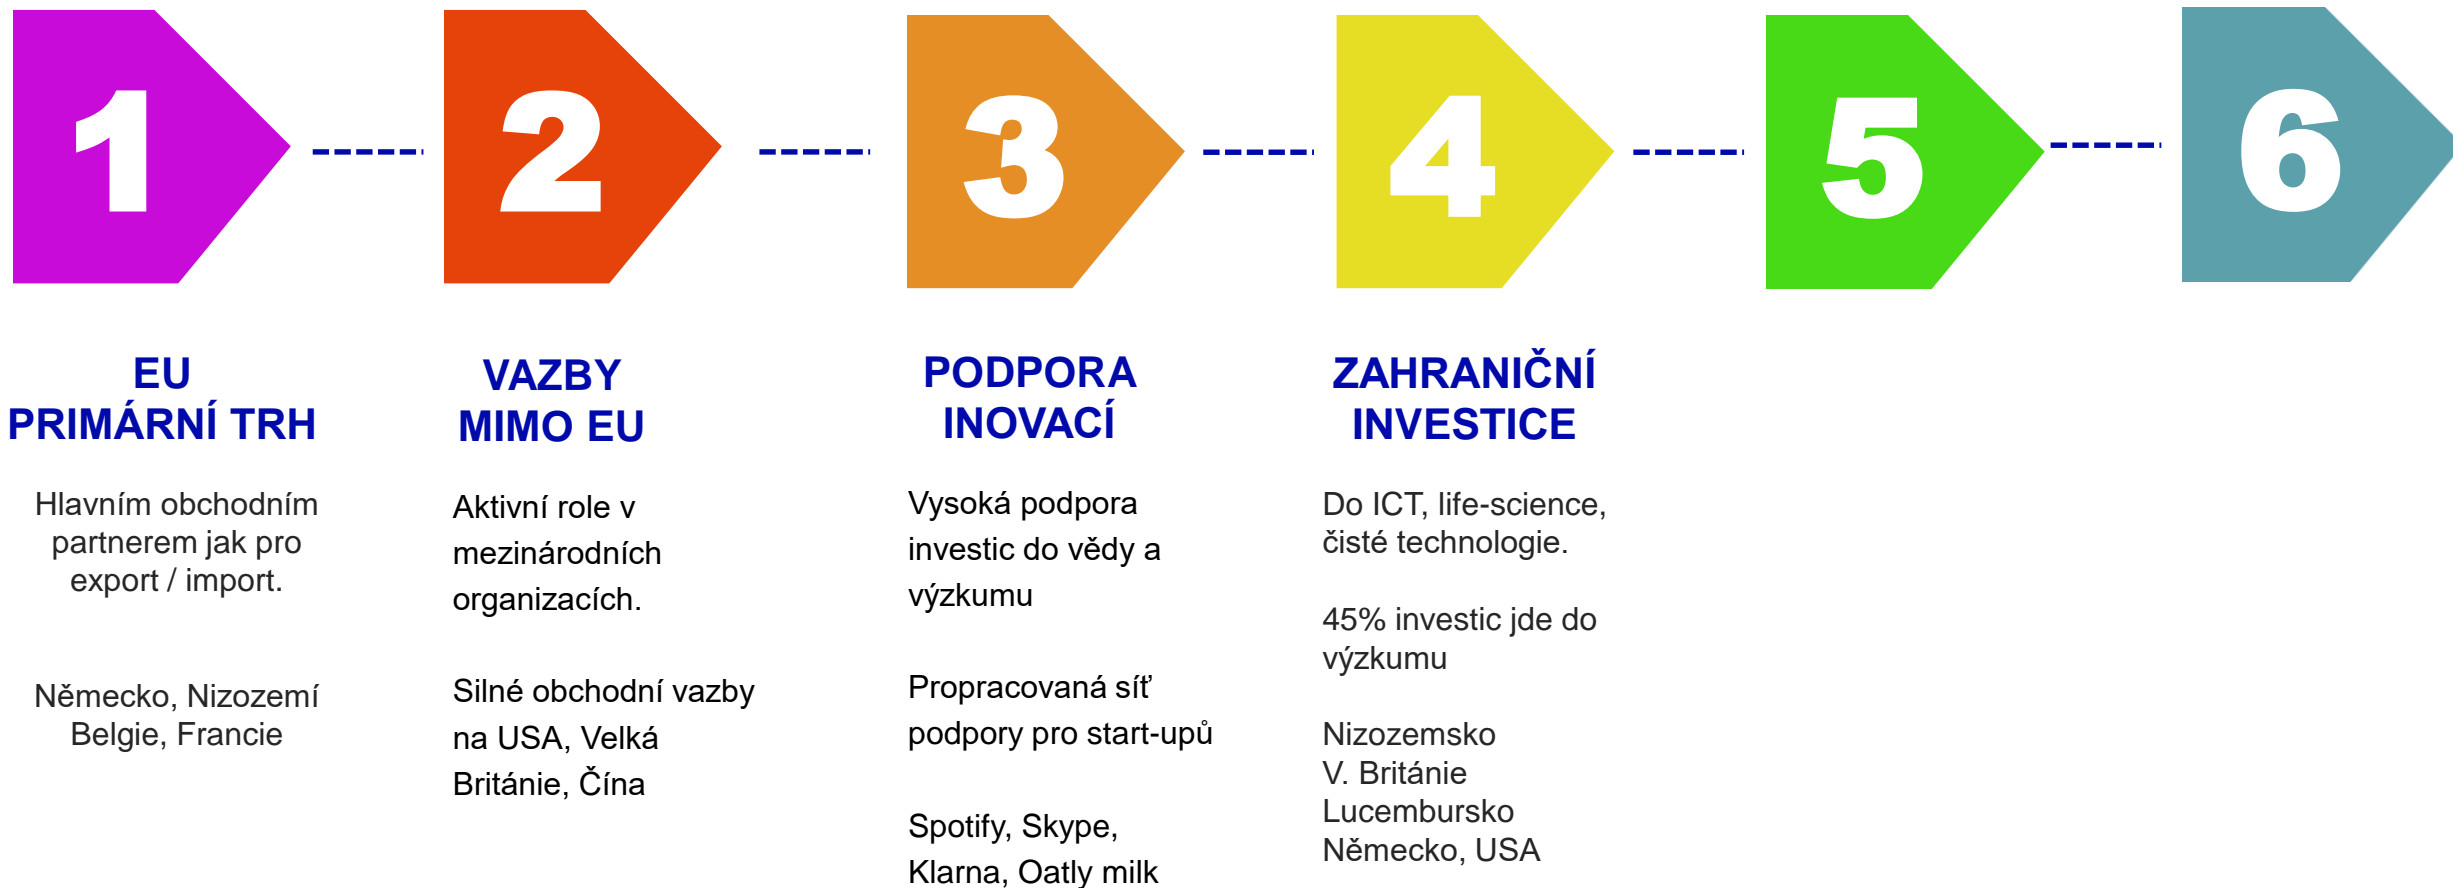 1
2
3
4
5
6
EU
PRIMÁRNÍ TRH
Hlavním obchodním
partnerem jak pro
export / import.
Německo, Nizozemí
Belgie, Francie
VAZBY
MIMO EU
Aktivní role v
mezinárodních
organizacích.
Silné obchodní vazby
na USA, Velká
Británie, Čína
PODPORA
INOVACÍ
Vysoká podpora
investic do vědy a
výzkumu
Propracovaná síť
podpory pro start-upů
Spotify, Skype,
Klarna, Oatly milk
ZAHRANIČNÍ
INVESTICE
Do ICT, life-science,
čisté technologie.
45% investic jde do
výzkumu
Nizozemsko
V. Británie
Lucembursko
Německo, USA